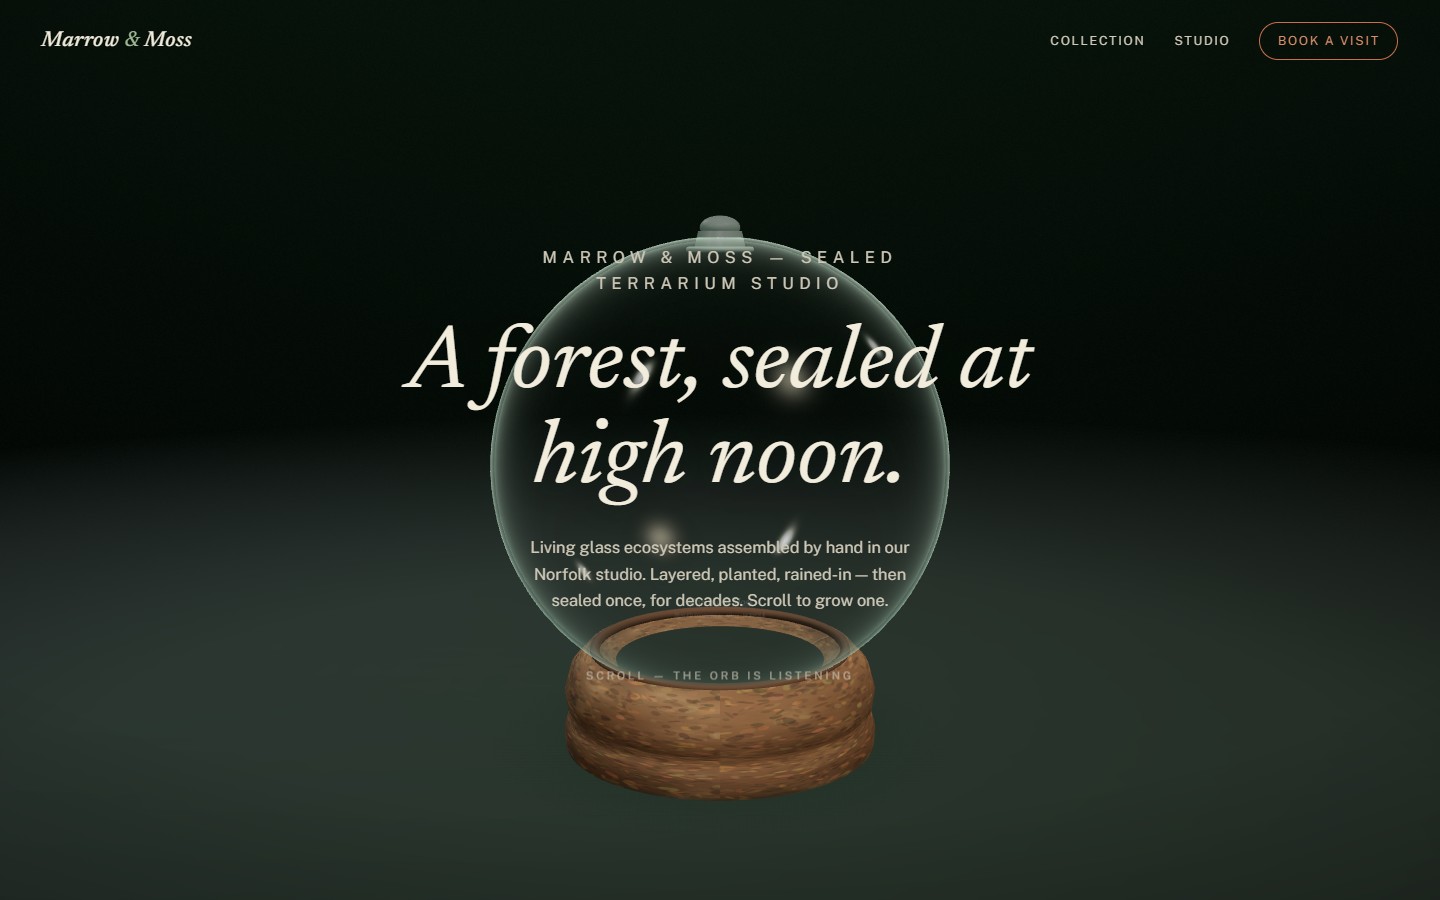 Marrow & Moss
COLLECTION
STUDIO
BOOK A VISIT
MARROW & MOSS — SEALED
TERRARIUM STUDIO
A forest, sealed at
high noon.
Living glass ecosystems assembled by hand in our
Norfolk studio. Layered, planted, rained-in — then
sealed once, for decades. Scroll to grow one.
SCROLL — THE ORB IS LISTENING